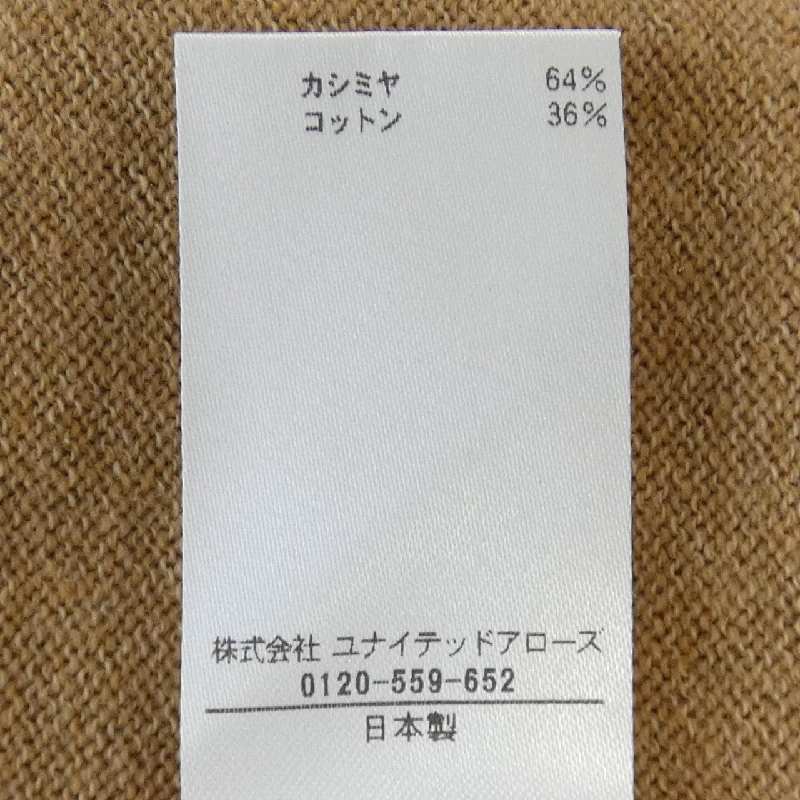 カシミヤ 64%
コットン 36%
株式会社 ユナイテッドアローズ
0120-559-652
日本製